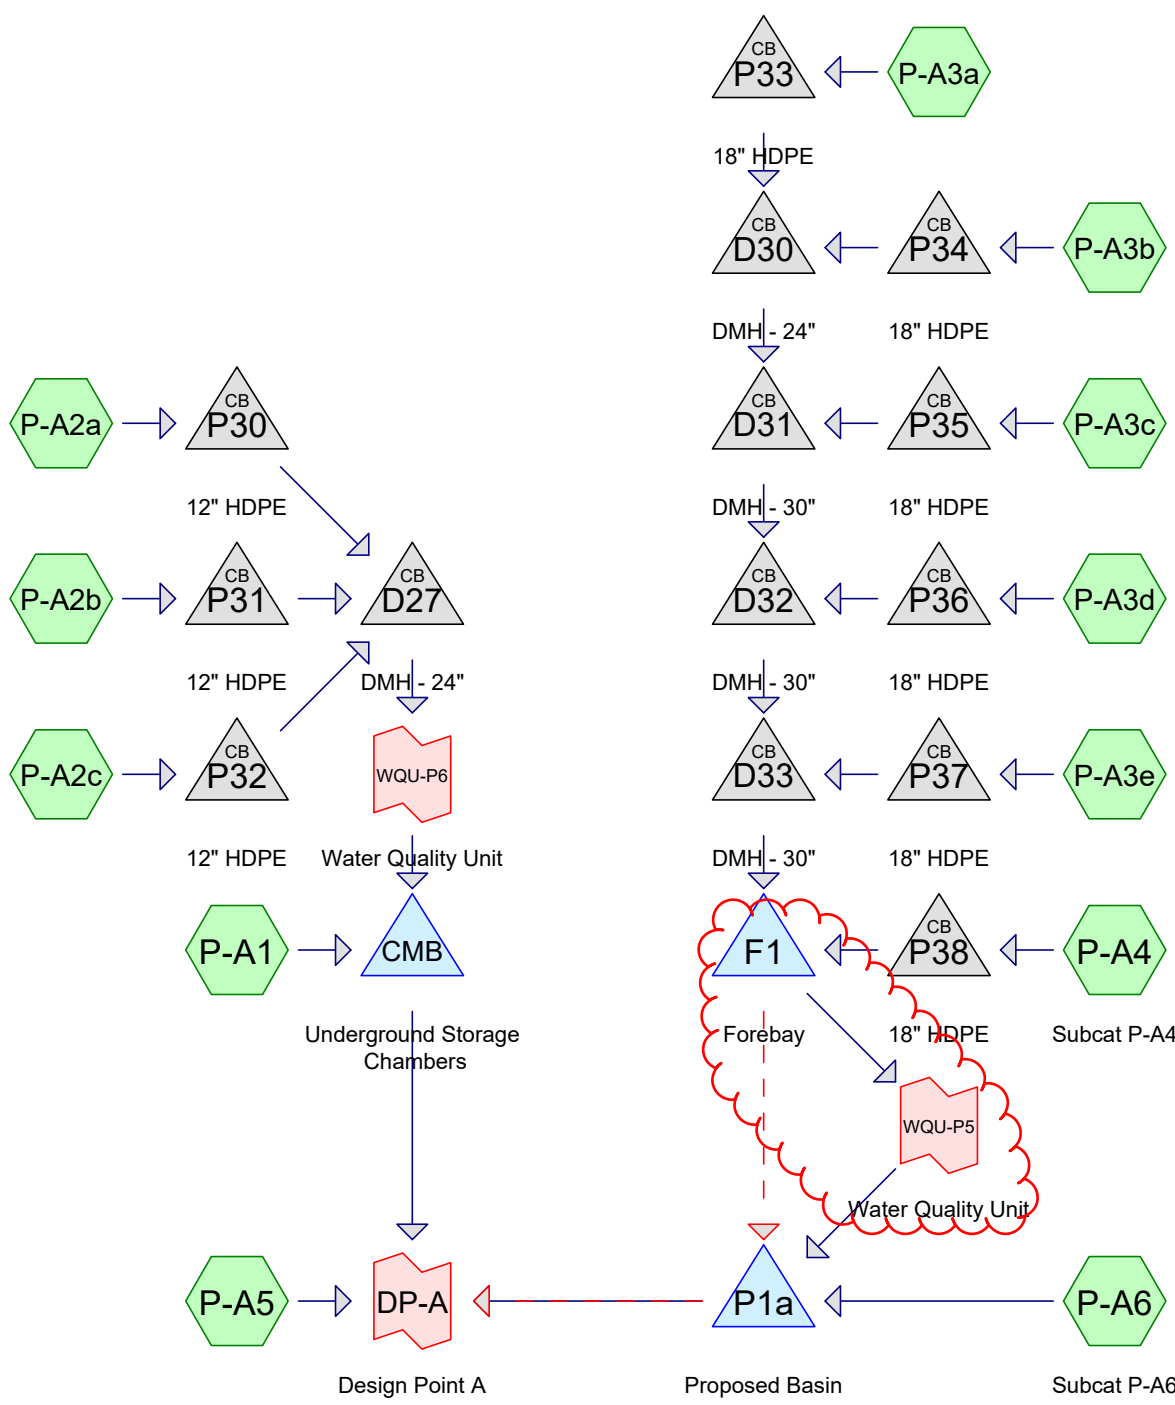 CB
P33
P-A3a
18" HDPE
CB
D30
CB
P34
P-A3b
DMH - 24"
18" HDPE
P-A2a
CB
P30
CB
D31
CB
P35
P-A3c
12" HDPE
DMH - 30"
18" HDPE
P-A2b
CB
P31
CB
D27
CB
D32
CB
P36
P-A3d
12" HDPE
DMH - 24"
DMH - 30"
18" HDPE
P-A2c
CB
P32
WQU-P6
CB
D33
CB
P37
P-A3e
12" HDPE
Water Quality Unit
DMH - 30"
18" HDPE
P-A1
CMB
F1
CB
P38
P-A4
Underground Storage
Chambers
Forebay
18" HDPE
Subcat P-A4
WQU-P5
Water Quality Unit
P-A5
DP-A
P1a
P-A6
Design Point A
Proposed Basin
Subcat P-A6